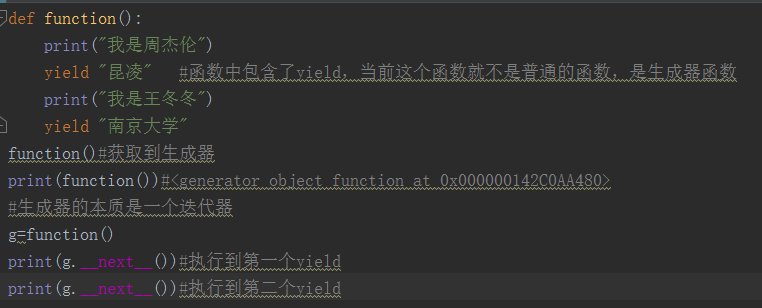 def function():
    print("我是周杰伦")
    yield "昆凌"   #函数中包含了yield，当前这个函数就不是普通的函数，是生成器函数
    print("我是王冬冬")
    yield "南京大学"
function()#获取到生成器
print(function())#<generator object function at 0x000000142C0AA480>
#生成器的本质是一个迭代器
g=function()
print(g.__next__())#执行到第一个yield
print(g.__next__())#执行到第二个yield